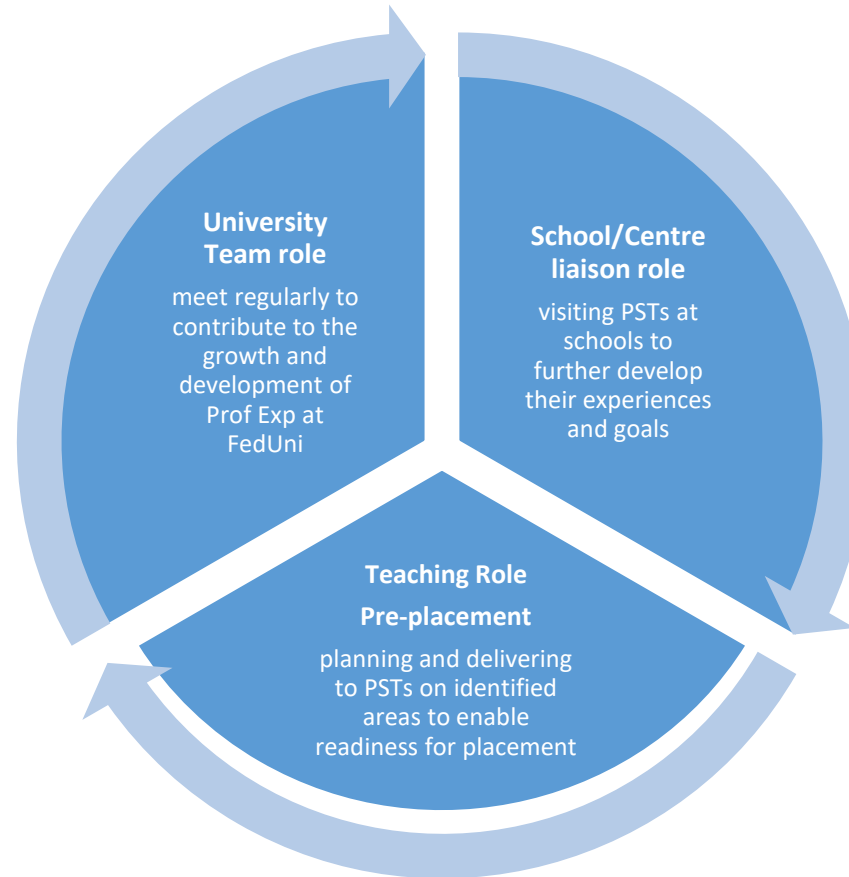 University
Team role
meet regularly to
contribute to the
growth and
development of
Prof Exp at
FedUni
School/Centre
liaison role
visiting PSTs at
schools to
further develop
their experiences
and goals
Teaching Role
Pre-placement
planning and delivering
to PSTs on identified
areas to enable
readiness for placement